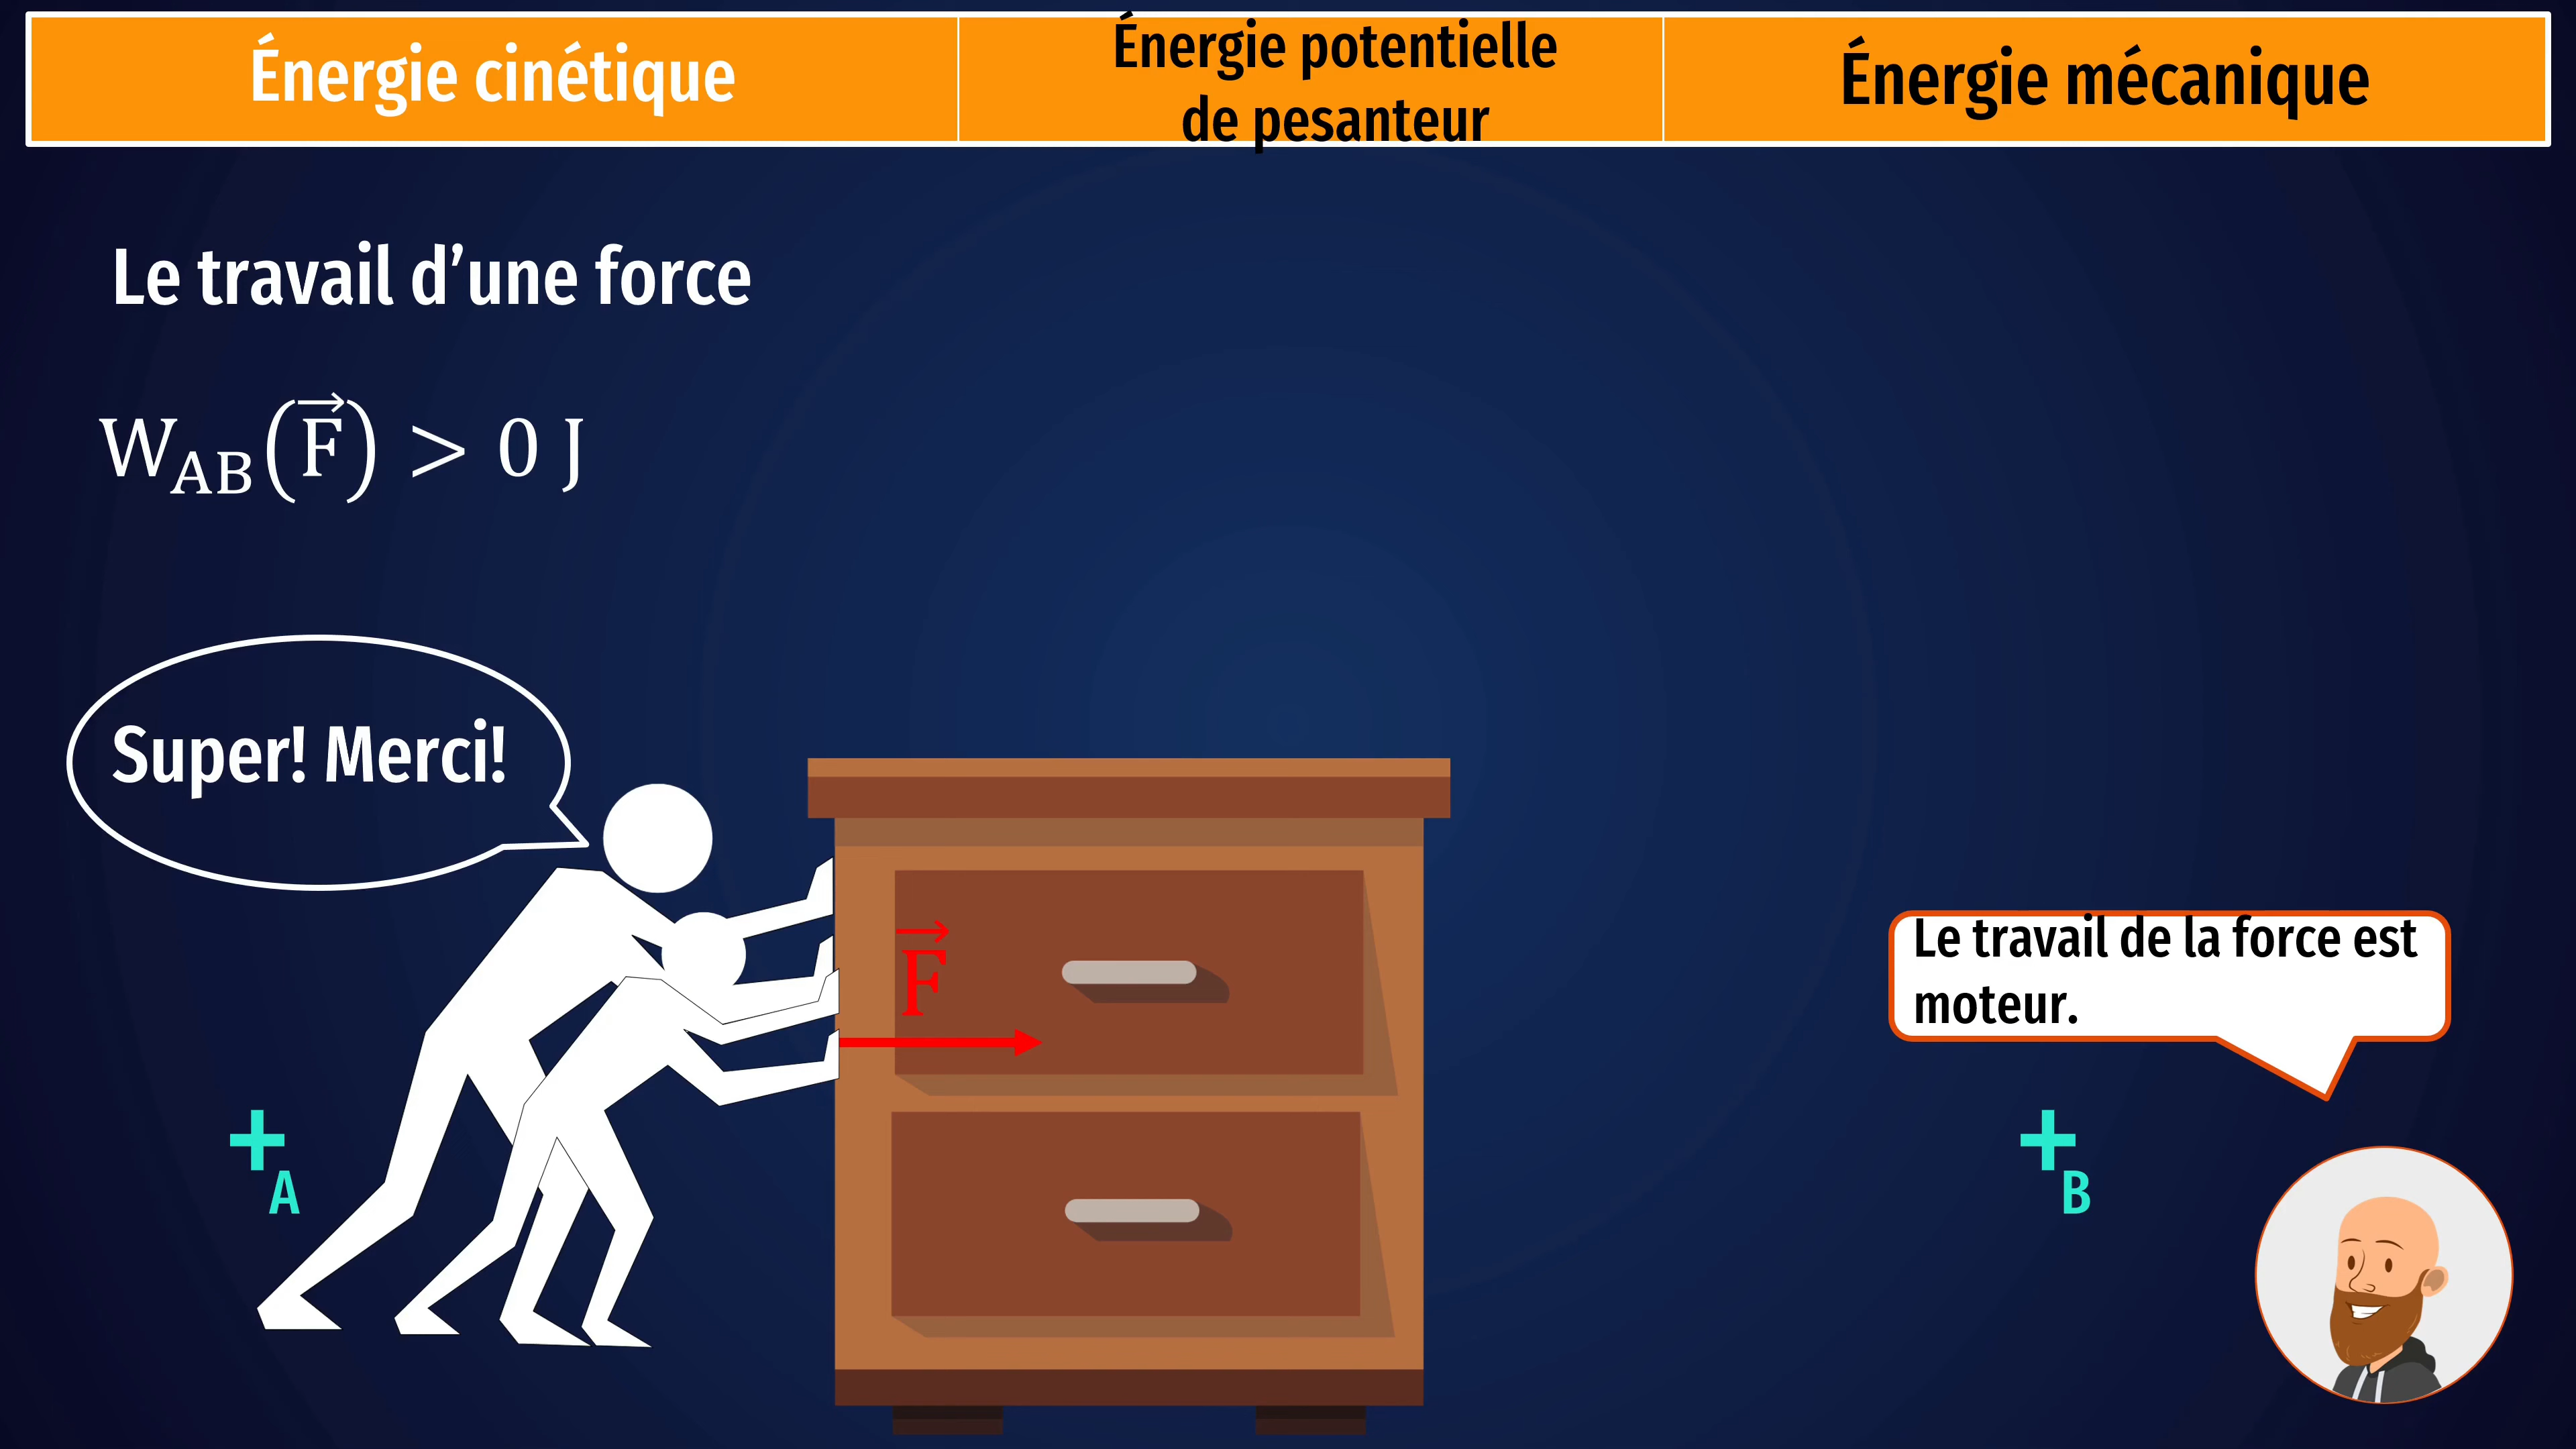 Énergie cinétique
Énergie potentielle
de pesanteur
Énergie mécanique
Le travail d’une force
W_AB(F⃗) > 0 J
Super! Merci!
F⃗
Le travail de la force est
moteur.
A
B